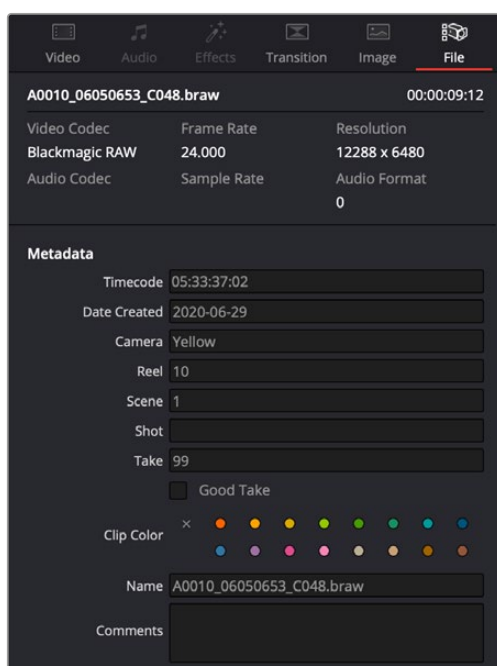 Video Audio Effects Transition Image File
A0010_06050653_C048.braw 00:00:09:12
Video Codec Frame Rate Resolution
Blackmagic RAW 24.000 12288 x 6480
Audio Codec Sample Rate Audio Format
0
Metadata
Timecode 05:33:37:02
Date Created 2020-06-29
Camera Yellow
Reel 10
Scene 1
Shot
Take 99
Good Take
Clip Color
Name A0010_06050653_C048.braw
Comments